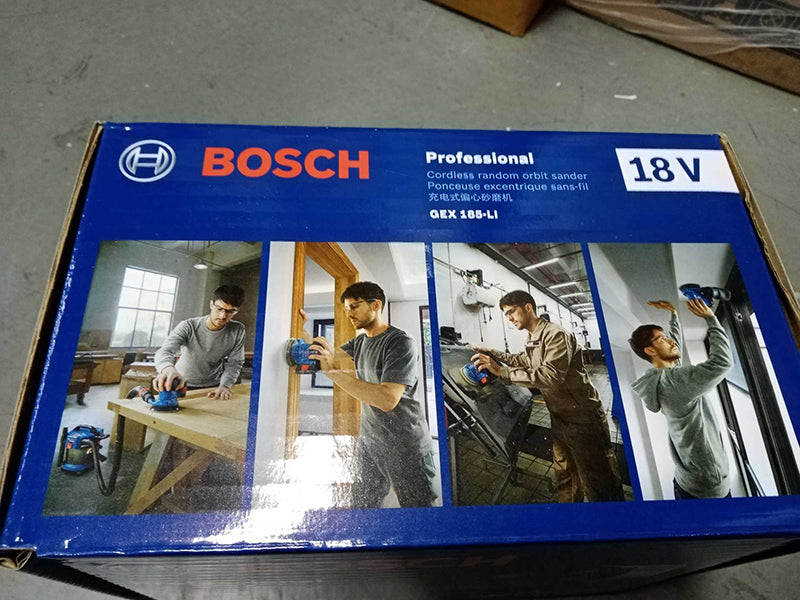 BOSCH
Professional
18 V
Cordless random orbit sander
Ponceuse excentrique sans-fil
充电式偏心砂磨机
GEX 185-LI